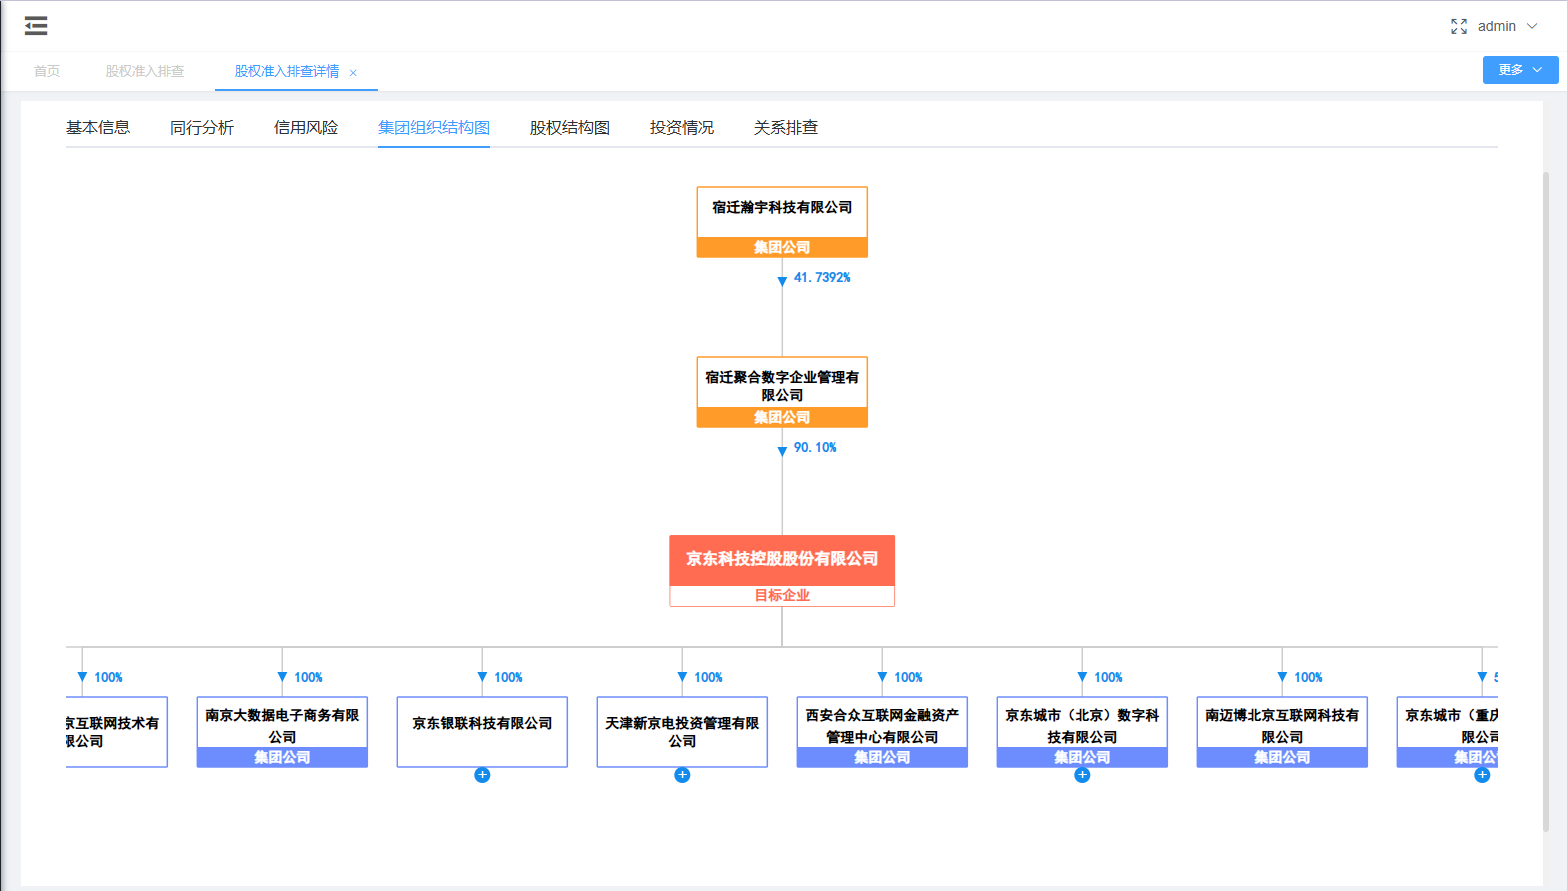 admin
首页
股权准入排查
股权准入排查详情
更多
基本信息
同行分析
信用风险
集团组织结构图
股权结构图
投资情况
关系排查
宿迁瀚宇科技有限公司
集团公司
41.7392%
宿迁聚合数字企业管理有
限公司
集团公司
90.10%
京东科技控股股份有限公司
目标企业
100%
100%
100%
100%
100%
100%
100%
5
京互联网技术有
限公司
南京大数据电子商务有限
公司
集团公司
京东银联科技有限公司
天津新京电投资管理有限
公司
西安合众互联网金融资产
管理中心有限公司
集团公司
京东城市（北京）数字科
技有限公司
集团公司
南迈博北京互联网科技有
限公司
集团公司
京东城市（重庆
限公司
集团公